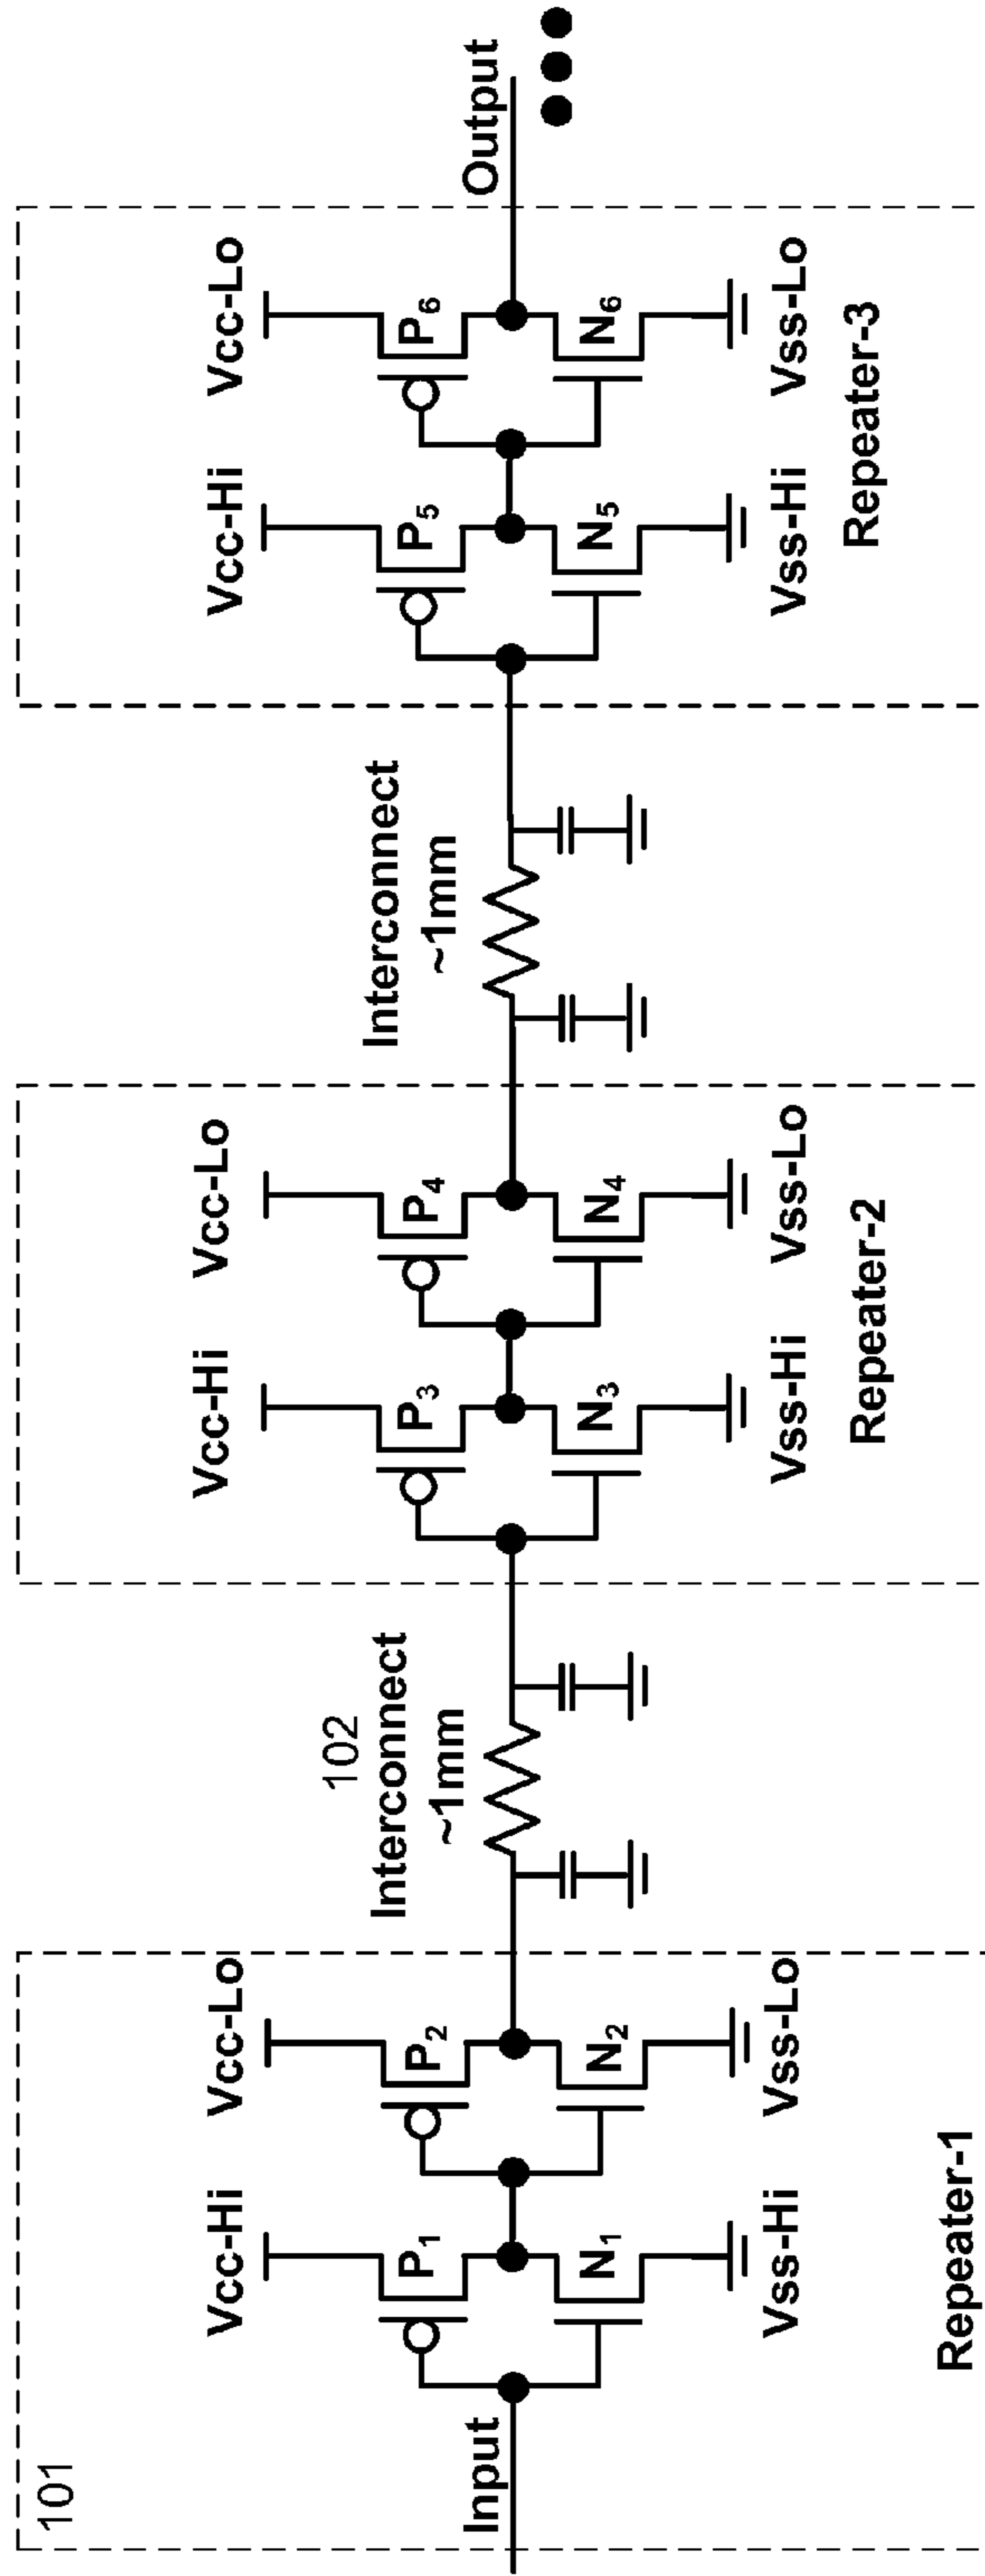 101
Input
Vcc-Hi
P1
N1
Vss-Hi
Vcc-Lo
P2
N2
Vss-Lo
Repeater-1
102
Interconnect
~1mm
Vcc-Hi
P3
N3
Vss-Hi
Vcc-Lo
P4
N4
Vss-Lo
Repeater-2
Interconnect
~1mm
Vcc-Hi
P5
N5
Vss-Hi
Vcc-Lo
P6
N6
Vss-Lo
Repeater-3
Output